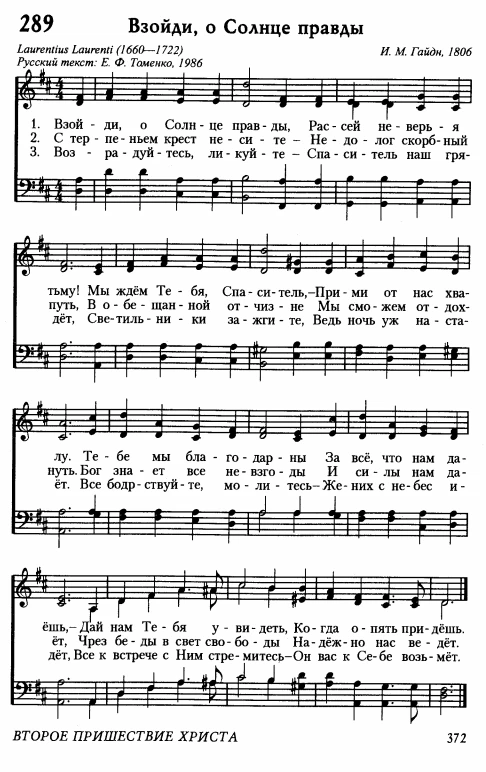 289 Взойди, о Солнце правды
Laurentius Laurenti (1660—1722) И. М. Гайдн, 1806
Русский текст: Е. Ф. Томенко, 1986
1. Взой - ди, о Солн - це прав - ды, Рас - сей не - верь - я
2. С тер - пе - ньем крест не - си - те – Не - до - лог скорбный
3. Воз - ра - дуй - тесь, ли - куй - те – Спа - си - тель наш гря-
тьму! Мы ждём Те - бя, Спа - си - тель,–При - ми от нас хва-
путь, В о - бе - щан - ной от - чиз - не Мы смо - жем от - дох-
дёт, Све - тиль - ни - ки за - жги - те, Ведь ночь уж на - ста-
лу. Те - бе мы бла - го - дар - ны За всё, что нам да-
нуть. Бог зна - ет все не - взго - ды И си - лы нам да-
ёт. Все бодр - ствуй - те, мо - ли - тесь–Же - них с не - бес и-
ёшь,– Дай нам Те - бя у - ви - деть, Ко - гда о - пять при - дёшь.
ёт, Чрез бе - ды в свет сво - бо - ды На - дёж - но нас ве - дёт.
дёт, Все к встрече с Ним стре - митесь–Он вас к Се - бе возь - мёт.
ВТОРОЕ ПРИШЕСТВИЕ ХРИСТА 372